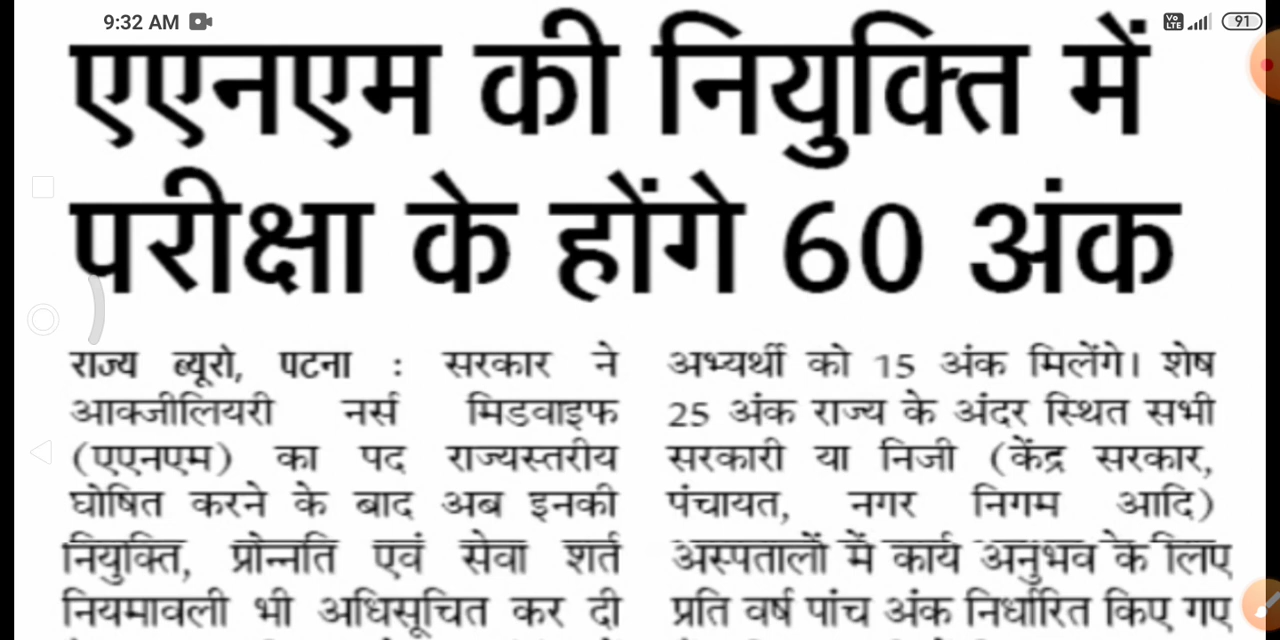 9:32 AM
Vo LTE 91
एएनएम की नियुक्ति में
परीक्षा के होंगे 60 अंक
राज्य ब्यूरो, पटना : सरकार ने
आक्जीलियरी नर्स मिडवाइफ
(एएनएम) का पद राज्यस्तरीय
घोषित करने के बाद अब इनकी
नियुक्ति, प्रोन्नति एवं सेवा शर्त
नियमावली भी अधिसूचित कर दी
अभ्यर्थी को 15 अंक मिलेंगे। शेष
25 अंक राज्य के अंदर स्थित सभी
सरकारी या निजी (केंद्र सरकार,
पंचायत, नगर निगम आदि)
अस्पतालों में कार्य अनुभव के लिए
प्रति वर्ष पांच अंक निर्धारित किए गए